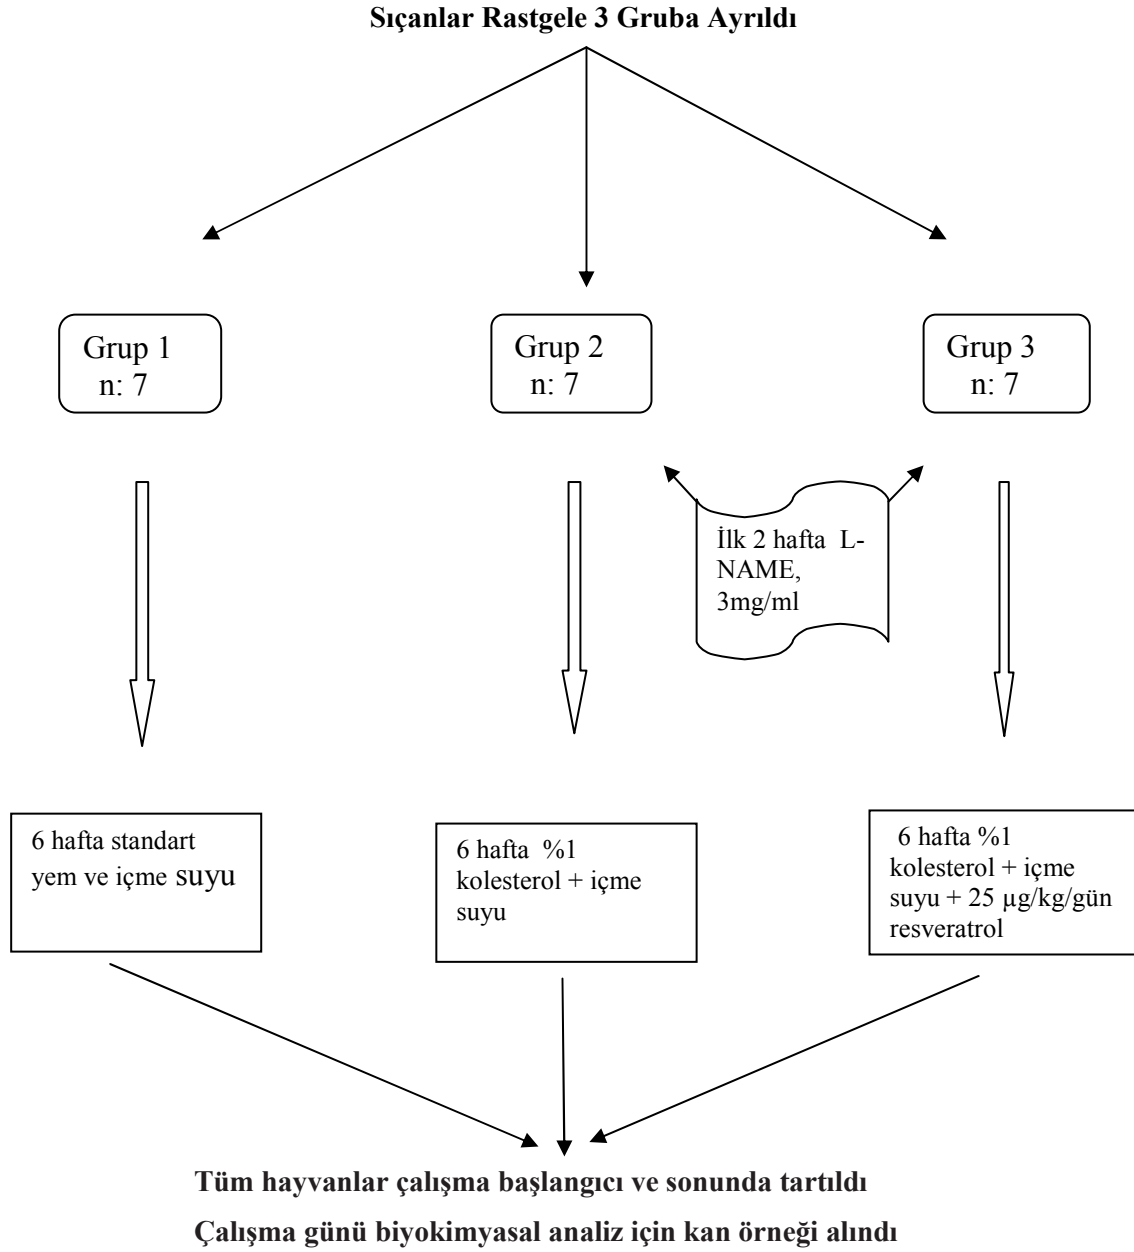 Sıçanlar Rastgele 3 Gruba Ayrıldı
Grup 1
n: 7
Grup 2
n: 7
Grup 3
n: 7
İlk 2 hafta L-
NAME,
3mg/ml
6 hafta standart
yem ve içme suyu
6 hafta %1
kolesterol + içme
suyu
6 hafta %1
kolesterol + içme
suyu + 25 µg/kg/gün
resveratrol
Tüm hayvanlar çalışma başlangıcı ve sonunda tartıldı
Çalışma günü biyokimyasal analiz için kan örneği alındı